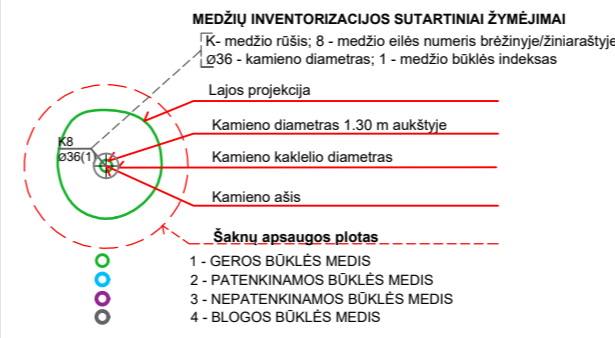 MEDŽIŲ INVENTORIZACIJOS SUTARTINIAI ŽYMĖJIMAI
K- medžio rūšis; 8 - medžio eilės numeris brėžinyje/žiniaraštyje
Ø36 - kamieno diametras; 1 - medžio būklės indeksas
Lajos projekcija
Kamieno diametras 1.30 m aukštyje
K8
Ø36(1)
Kamieno kaklelio diametras
Kamieno ašis
Šaknų apsaugos plotas
1 - GEROS BŪKLĖS MEDIS
2 - PATENKINAMOS BŪKLĖS MEDIS
3 - NEPATENKINAMOS BŪKLĖS MEDIS
4 - BLOGOS BŪKLĖS MEDIS